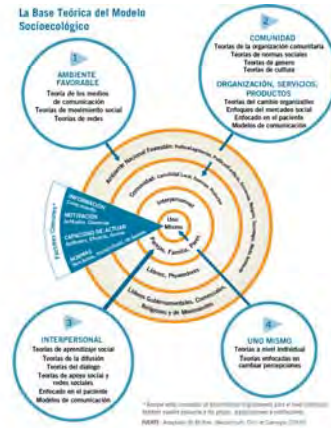 La Base Teórica del Modelo
Socioecológico
1
AMBIENTE
FAVORABLE
Teoría de los medios
de comunicación
Teorías de movimiento social
Teorías de redes
2
COMUNIDAD
Teorías de la organización comunitaria
Teorías de normas sociales
Teorías de género
Teorías de cultura
ORGANIZACIÓN, SERVICIOS,
PRODUCTOS
Teorías del cambio organizativo
Enfoques del mercadeo social
Enfocado en el paciente
Modelos de comunicación
Interpersonal
Uno
Mismo
INFORMACIÓN
MOTIVACIÓN
CAPACIDAD DE ACTUAR
NORMAS
Pareja, Familia, Pares
Líderes, Proveedores
Líderes Gubernamentales, Comerciales,
Religiosos y de Movimientos
3
INTERPERSONAL
Teorías de aprendizaje social
Teorías de la difusión
Teorías del diálogo
Teorías de apoyo social y
redes sociales
Enfocado en el paciente
Modelos de comunicación
4
UNO MISMO
Teorías a nivel individual
Teorías enfocadas en
cambiar percepciones